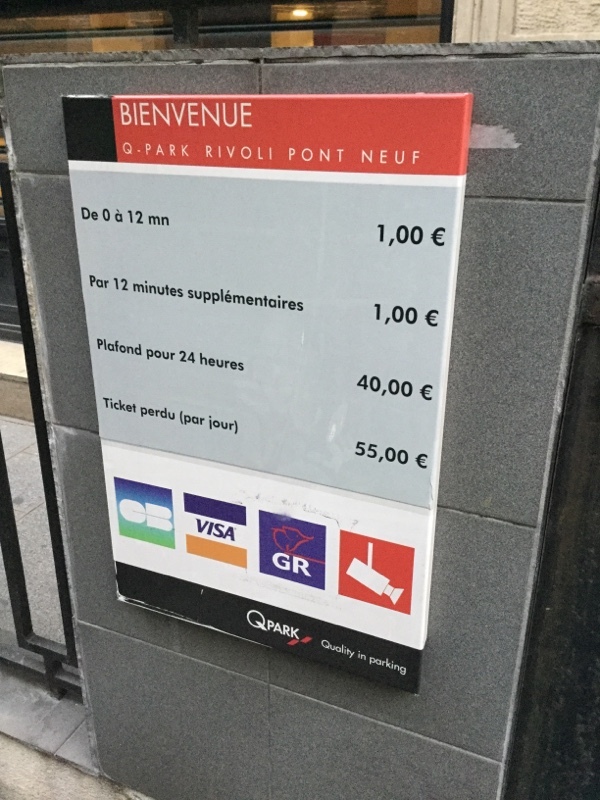 BIENVENUE
Q-PARK RIVOLI PONT NEUF
De 0 à 12 mn 1,00 €
Par 12 minutes supplémentaires 1,00 €
Plafond pour 24 heures 40,00 €
Ticket perdu (par jour) 55,00 €
CB VISA GR
QPARK Quality in parking